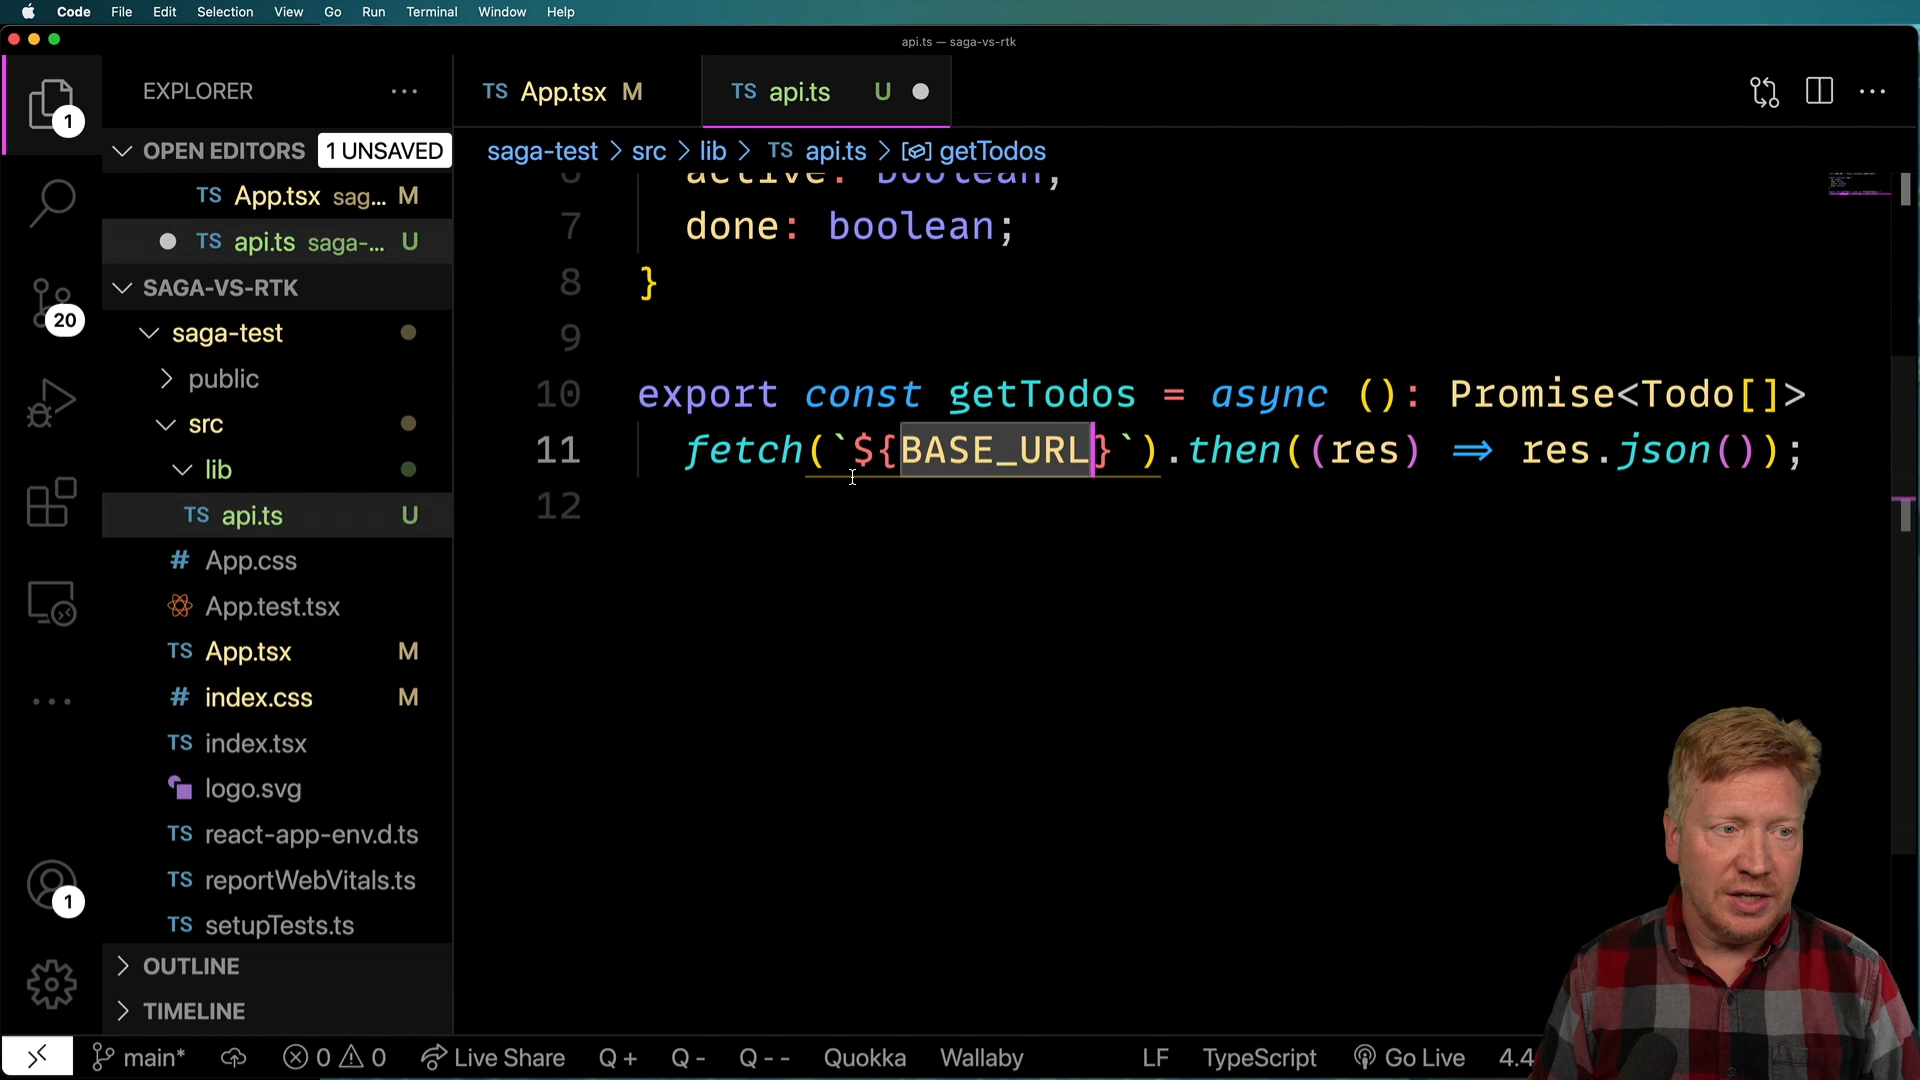 Code File Edit Selection View Go Run Terminal Window Help
api.ts — saga-vs-rtk
EXPLORER ...
TS App.tsx M
TS api.ts U
1
OPEN EDITORS 1 UNSAVED
saga-test > src > lib > TS api.ts > getTodos
TS App.tsx sag... M
TS api.ts saga-... U
SAGA-VS-RTK
20
saga-test
public
src
lib
TS api.ts U
# App.css
App.test.tsx
TS App.tsx M
# index.css M
TS index.tsx
logo.svg
TS react-app-env.d.ts
TS reportWebVitals.ts
TS setupTests.ts
1
OUTLINE
TIMELINE
6 active: boolean;
7 done: boolean;
8 }
9
10 export const getTodos = async (): Promise<Todo[]>
11 fetch(`${BASE_URL}`).then((res) ⇒ res.json());
12
main* 0 0 Live Share Q + Q - Q - - Quokka Wallaby LF TypeScript Go Live 4.4